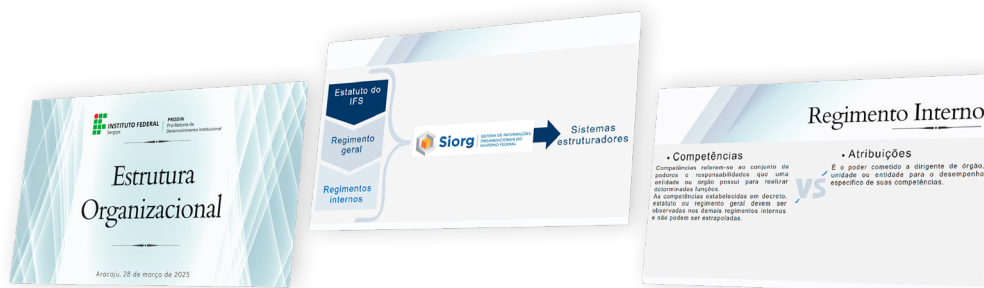 INSTITUTO FEDERAL
Sergipe
PRODIN
Pró-Reitoria de
Desenvolvimento Institucional
Estrutura
Organizacional
Aracaju, 28 de março de 2025
Estatuto do
IFS
Regimento
geral
Regimentos
internos
Siorg
SISTEMA DE INFORMAÇÕES
ORGANIZACIONAIS DO
GOVERNO FEDERAL
Sistemas
estruturadores
Regimento Interno
• Competências
Competências referem-se ao conjunto de
poderes e responsabilidades que uma
entidade ou órgão possui para realizar
determinadas funções.
As competências estabelecidas em decreto,
estatuto ou regimento geral devem ser
observadas nos demais regimentos internos
e não podem ser extrapoladas.
VS
• Atribuições
É o poder cometido a dirigente de órgão,
unidade ou entidade para o desempenho
específico de suas competências.